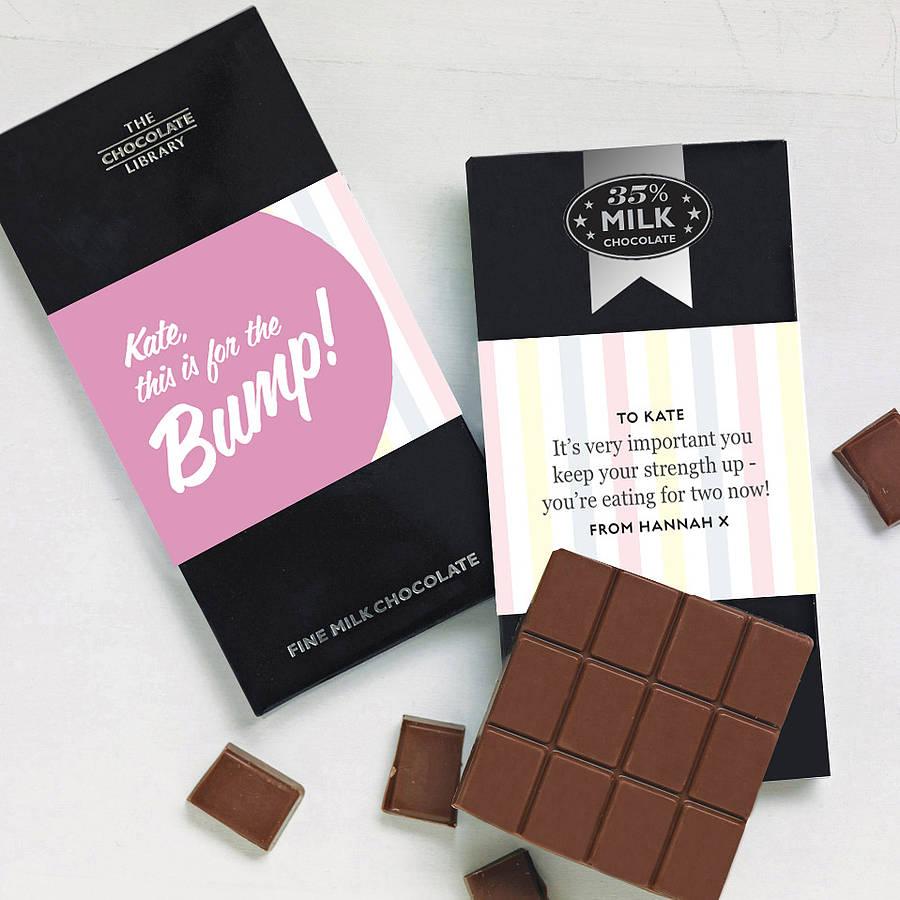 THE
CHOCOLATE
LIBRARY
Kate,
this is for the
Bump!
FINE MILK CHOCOLATE
35%
MILK
CHOCOLATE
TO KATE
It’s very important you
keep your strength up -
you’re eating for two now!
FROM HANNAH X